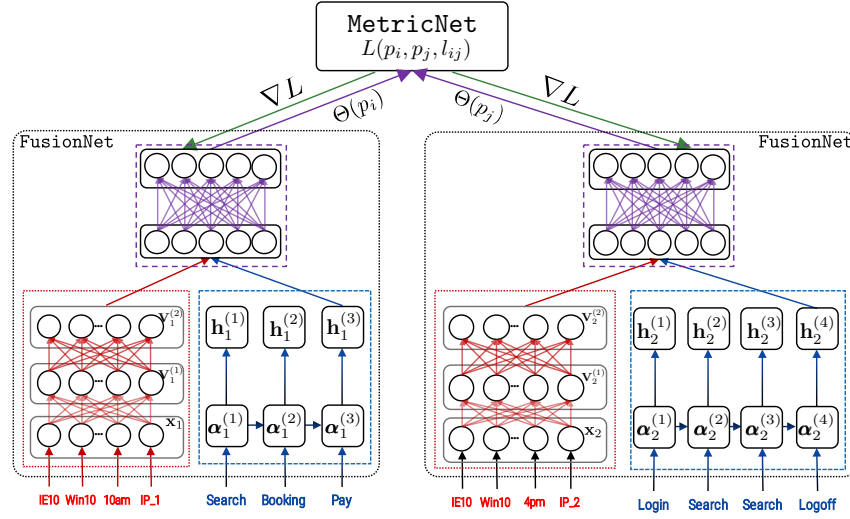 MetricNet
L(p_i, p_j, l_{ij})
∇L
Θ(p_i)
Θ(p_j)
∇L
FusionNet
FusionNet
v_1^{(2)}
v_1^{(1)}
x_1
h_1^{(1)} h_1^{(2)} h_1^{(3)}
α_1^{(1)} α_1^{(2)} α_1^{(3)}
IE10 Win10 10am IP_1
Search Booking Pay
v_2^{(2)}
v_2^{(1)}
x_2
h_2^{(1)} h_2^{(2)} h_2^{(3)} h_2^{(4)}
α_2^{(1)} α_2^{(2)} α_2^{(3)} α_2^{(4)}
IE10 Win10 4pm IP_2
Login Search Search Logoff